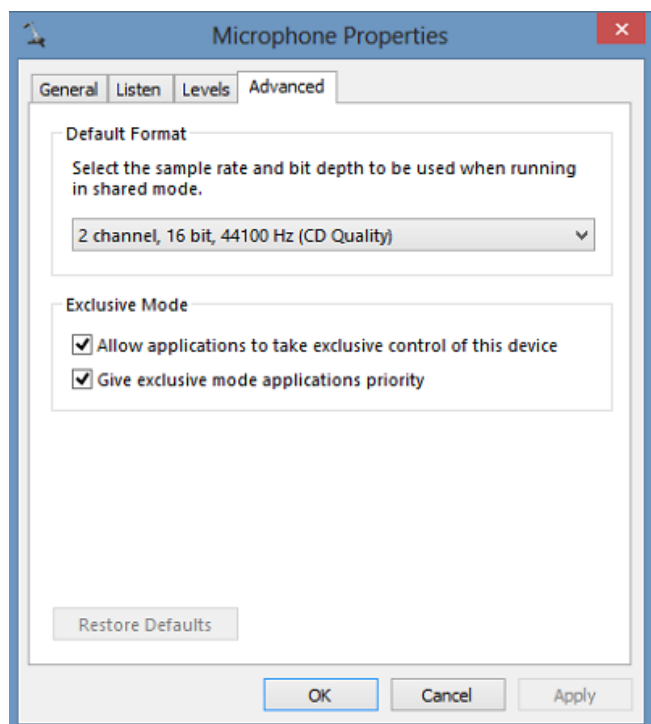 Microphone Properties
General Listen Levels Advanced
Default Format
Select the sample rate and bit depth to be used when running
in shared mode.
2 channel, 16 bit, 44100 Hz (CD Quality)
Exclusive Mode
Allow applications to take exclusive control of this device
Give exclusive mode applications priority
Restore Defaults
OK Cancel Apply